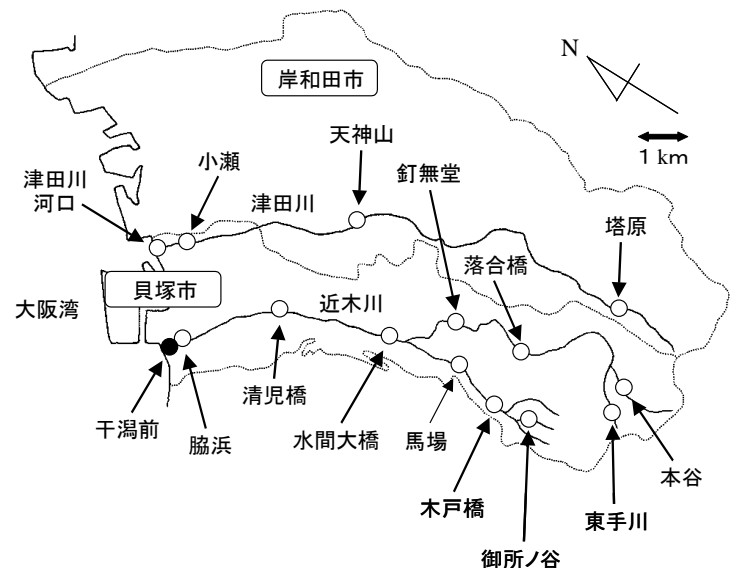 岸和田市
N
1 km
天神山
小瀬
釘無堂
津田川
河口
津田川
塔原
落合橋
貝塚市
近木川
大阪湾
清児橋
干潟前
脇浜
水間大橋
馬場
本谷
木戸橋
東手川
御所ノ谷